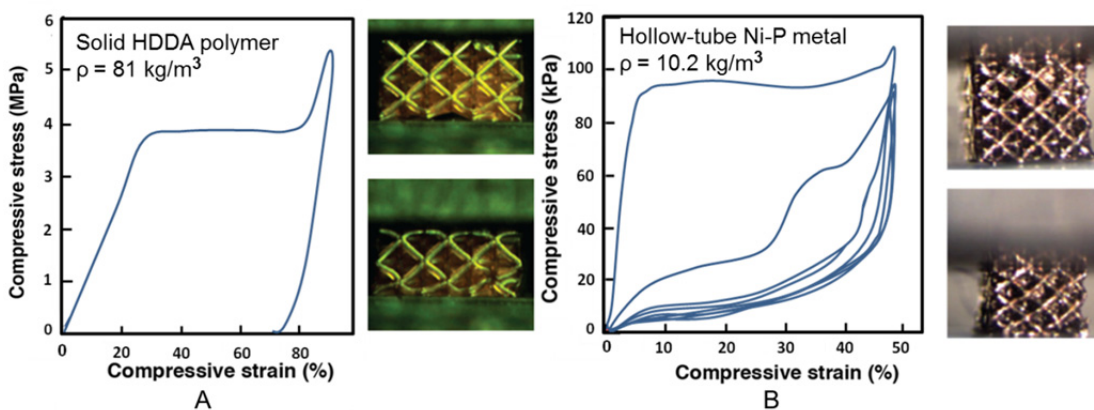 Solid HDDA polymer
ρ = 81 kg/m³
Compressive stress (MPa)
6
5
4
3
2
1
0
0 20 40 60 80
Compressive strain (%)
A
Hollow-tube Ni-P metal
ρ = 10.2 kg/m³
Compressive stress (kPa)
120
100
80
60
40
20
0
0 10 20 30 40 50
Compressive strain (%)
B